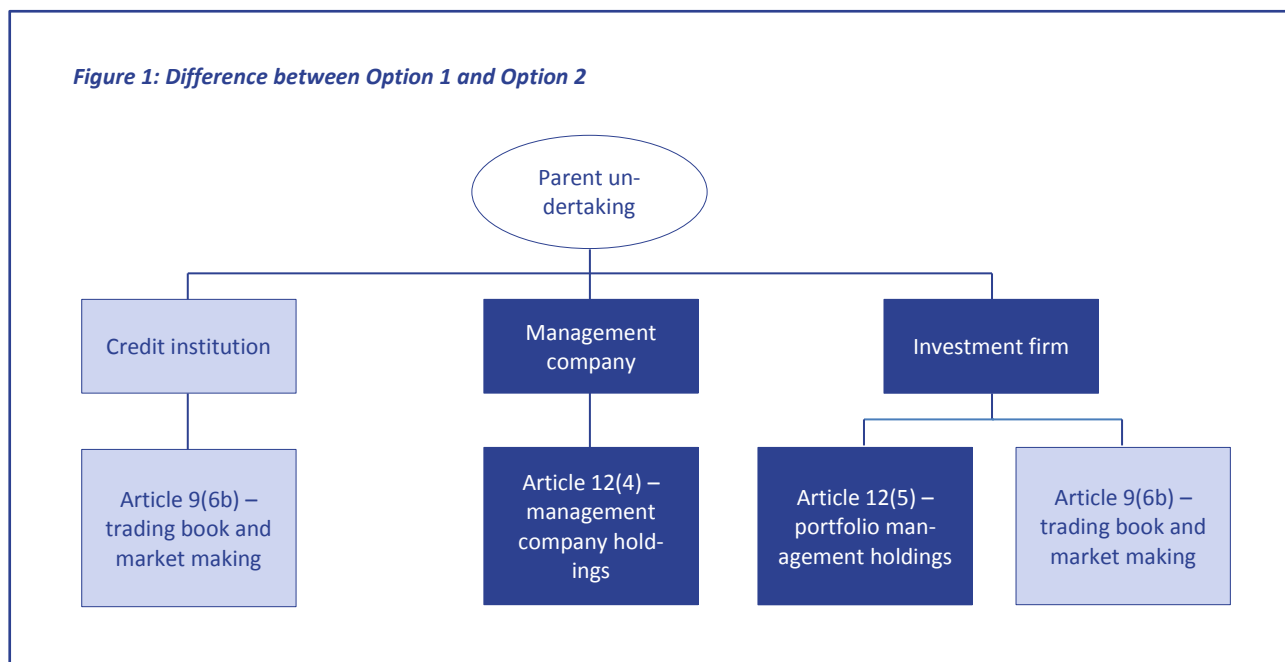 Figure 1: Difference between Option 1 and Option 2
Parent un-
dertaking
Credit institution
Management
company
Investment firm
Article 9(6b) –
trading book and
market making
Article 12(4) –
management
company hold-
ings
Article 12(5) –
portfolio man-
agement holdings
Article 9(6b) –
trading book and
market making